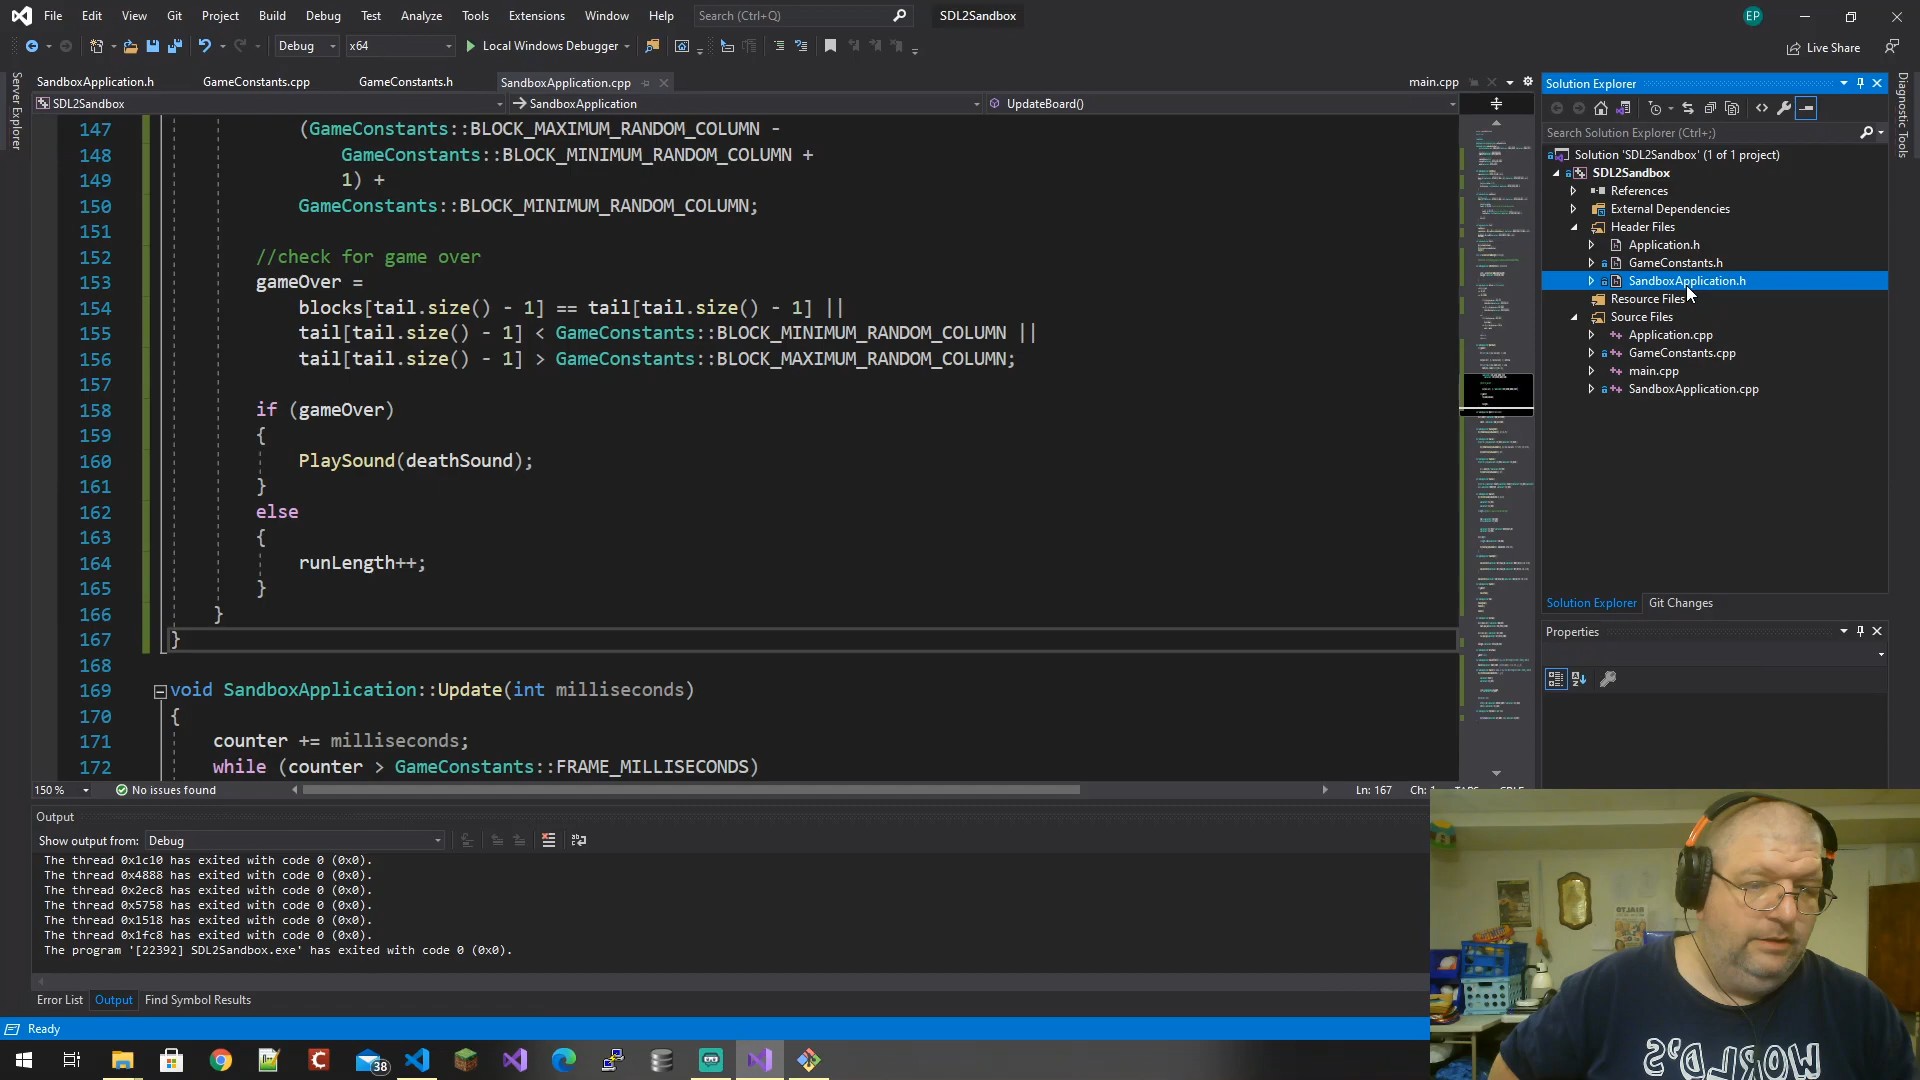 File Edit View Git Project Build Debug Test Analyze Tools Extensions Window Help Search (Ctrl+Q) SDL2Sandbox EP
Debug x64 Local Windows Debugger Live Share
SandboxApplication.h GameConstants.cpp GameConstants.h SandboxApplication.cpp main.cpp
SDL2Sandbox SandboxApplication UpdateBoard()
Server Explorer
147 (GameConstants::BLOCK_MAXIMUM_RANDOM_COLUMN -
148 GameConstants::BLOCK_MINIMUM_RANDOM_COLUMN +
149 1) +
150 GameConstants::BLOCK_MINIMUM_RANDOM_COLUMN;
151
152 //check for game over
153 gameOver =
154 blocks[tail.size() - 1] == tail[tail.size() - 1] ||
155 tail[tail.size() - 1] < GameConstants::BLOCK_MINIMUM_RANDOM_COLUMN ||
156 tail[tail.size() - 1] > GameConstants::BLOCK_MAXIMUM_RANDOM_COLUMN;
157
158 if (gameOver)
159 {
160 PlaySound(deathSound);
161 }
162 else
163 {
164 runLength++;
165 }
166 }
167 }
168
169 void SandboxApplication::Update(int milliseconds)
170 {
171 counter += milliseconds;
172 while (counter > GameConstants::FRAME_MILLISECONDS)
150 % No issues found Ln: 167
Output
Show output from: Debug
The thread 0x1c10 has exited with code 0 (0x0).
The thread 0x4888 has exited with code 0 (0x0).
The thread 0x2ec8 has exited with code 0 (0x0).
The thread 0x5758 has exited with code 0 (0x0).
The thread 0x1518 has exited with code 0 (0x0).
The thread 0x1fc8 has exited with code 0 (0x0).
The program '[22392] SDL2Sandbox.exe' has exited with code 0 (0x0).
Error List Output Find Symbol Results
Ready
38
Solution Explorer
Search Solution Explorer (Ctrl+;)
Solution 'SDL2Sandbox' (1 of 1 project)
SDL2Sandbox
References
External Dependencies
Header Files
Application.h
GameConstants.h
SandboxApplication.h
Resource Files
Source Files
Application.cpp
GameConstants.cpp
main.cpp
SandboxApplication.cpp
Solution Explorer Git Changes
Properties
Diagnostic Tools
WORLD'S